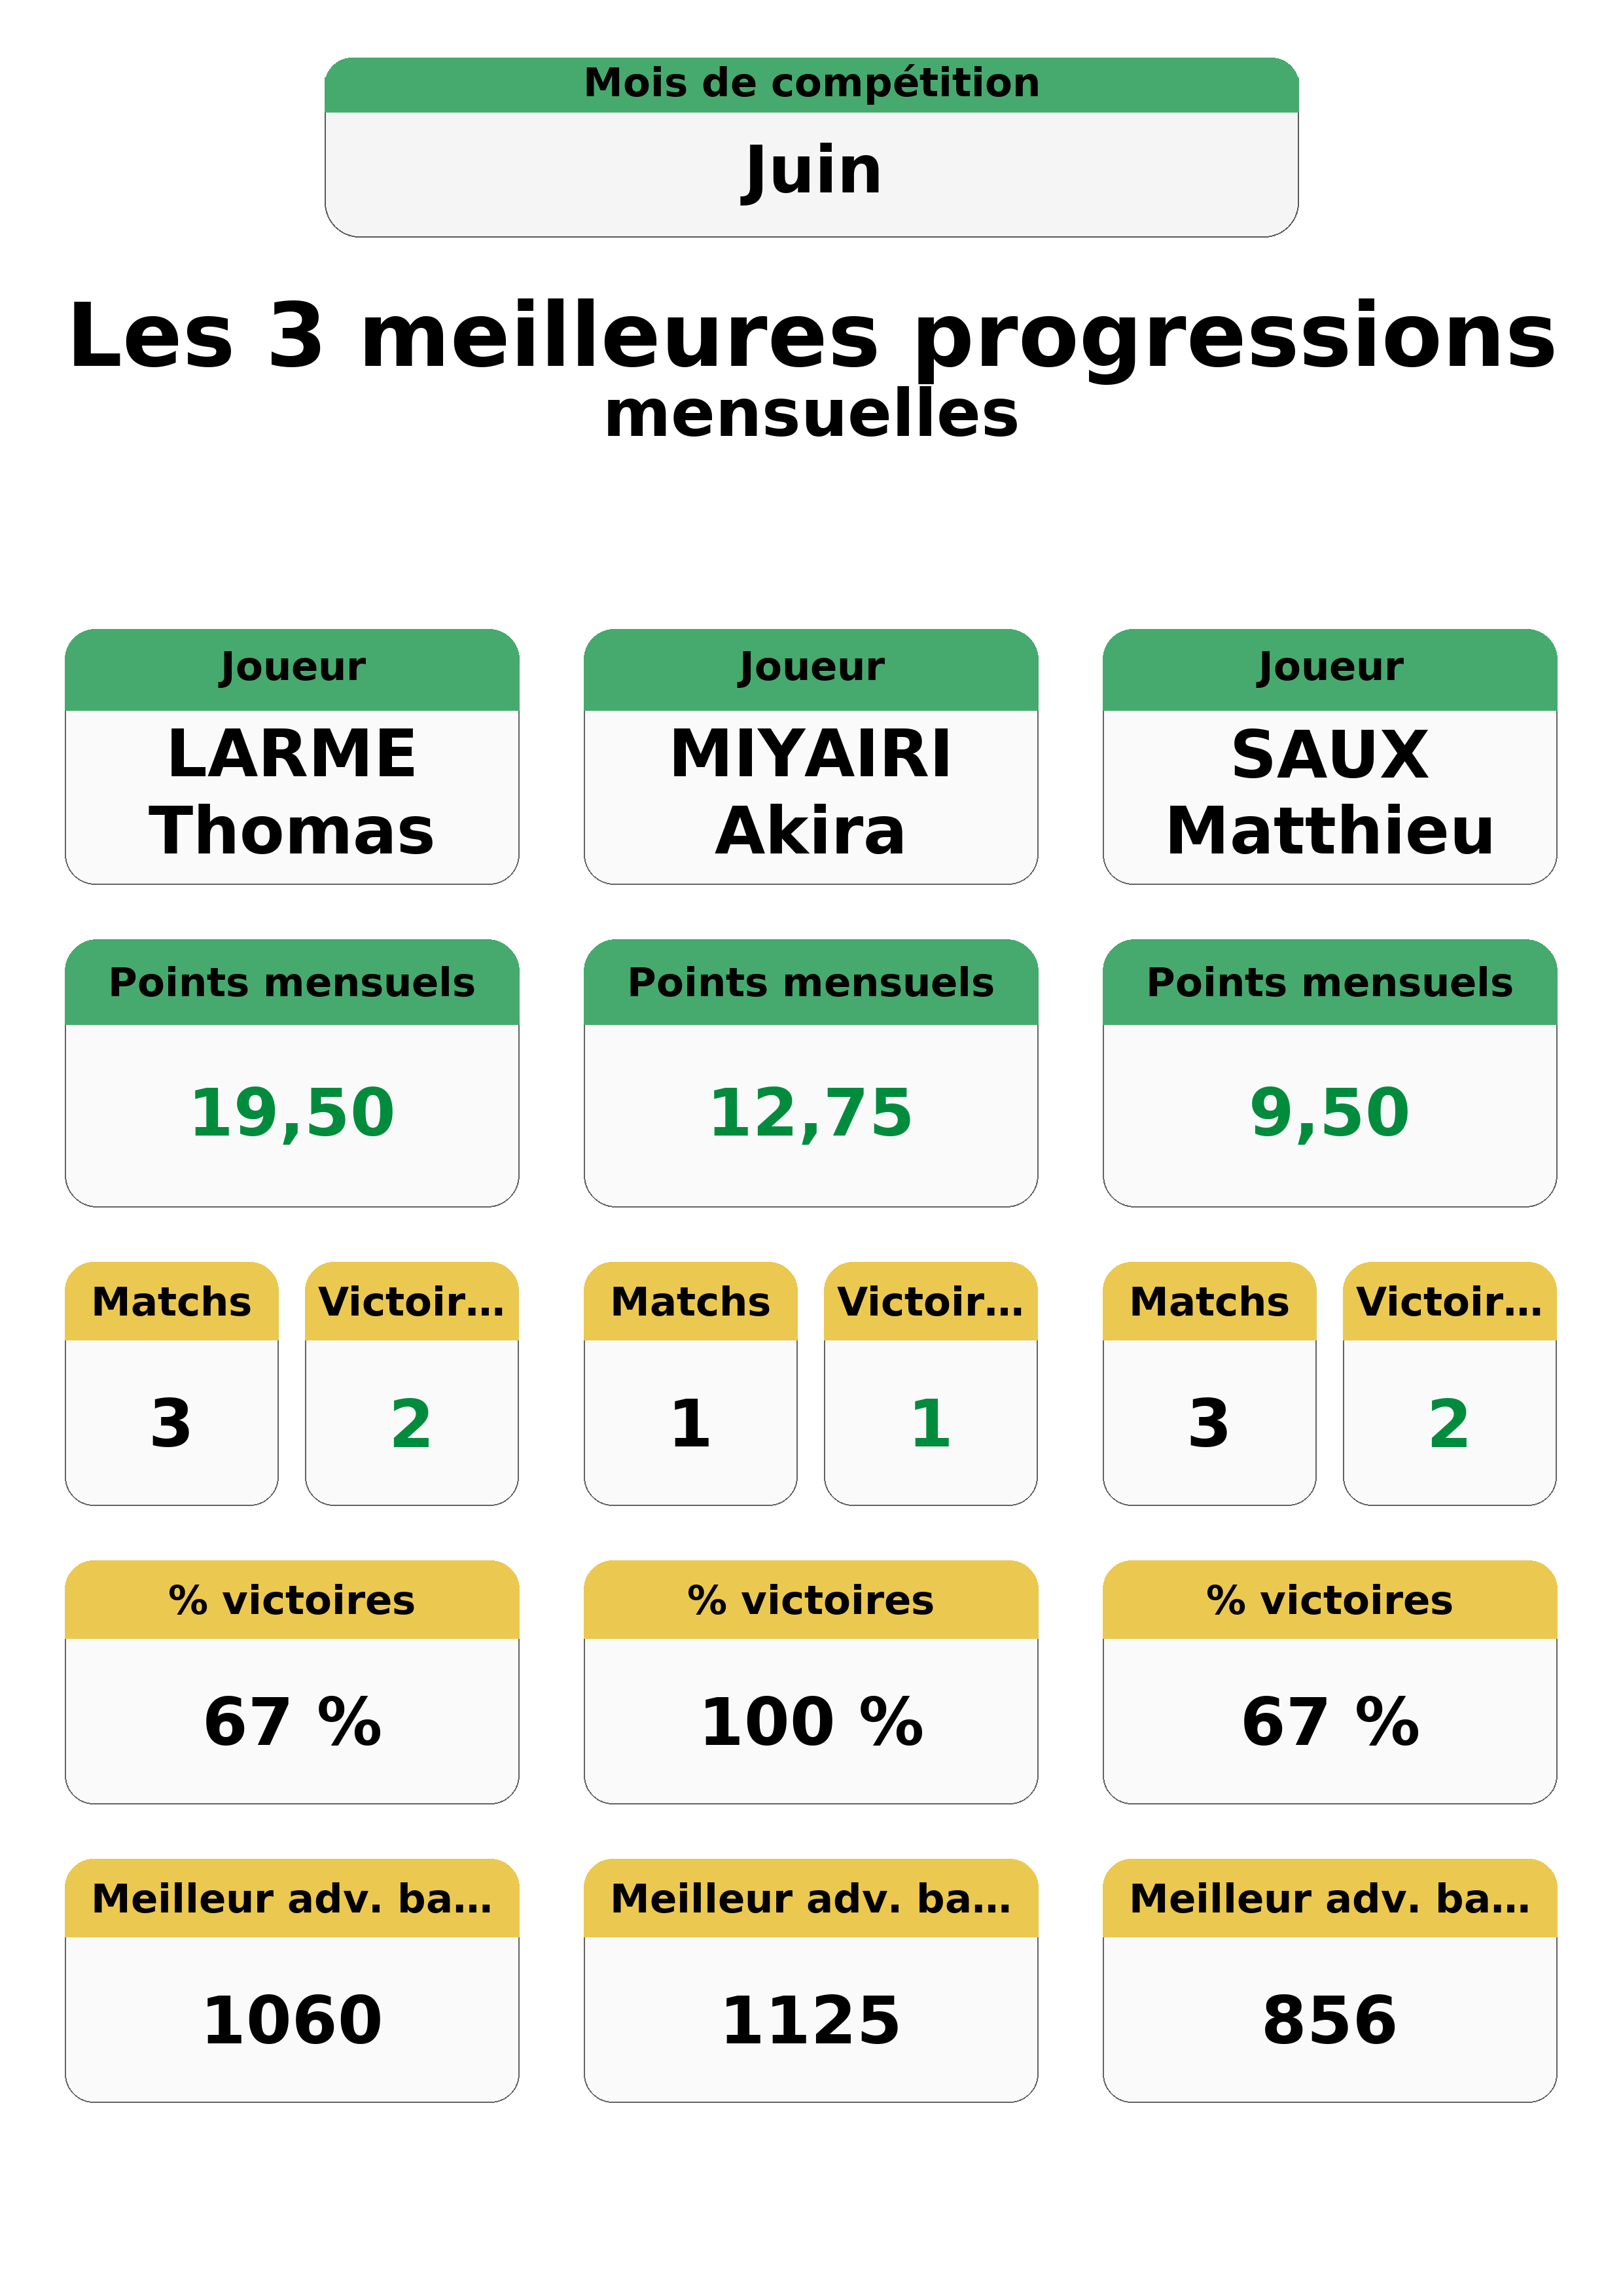 Mois de compétition
Juin
Les 3 meilleures progressions
mensuelles
Joueur
LARME
Thomas
Joueur
MIYAIRI
Akira
Joueur
SAUX
Matthieu
Points mensuels
19,50
Points mensuels
12,75
Points mensuels
9,50
Matchs
3
Victoir...
2
Matchs
1
Victoir...
1
Matchs
3
Victoir...
2
% victoires
67 %
% victoires
100 %
% victoires
67 %
Meilleur adv. ba...
1060
Meilleur adv. ba...
1125
Meilleur adv. ba...
856